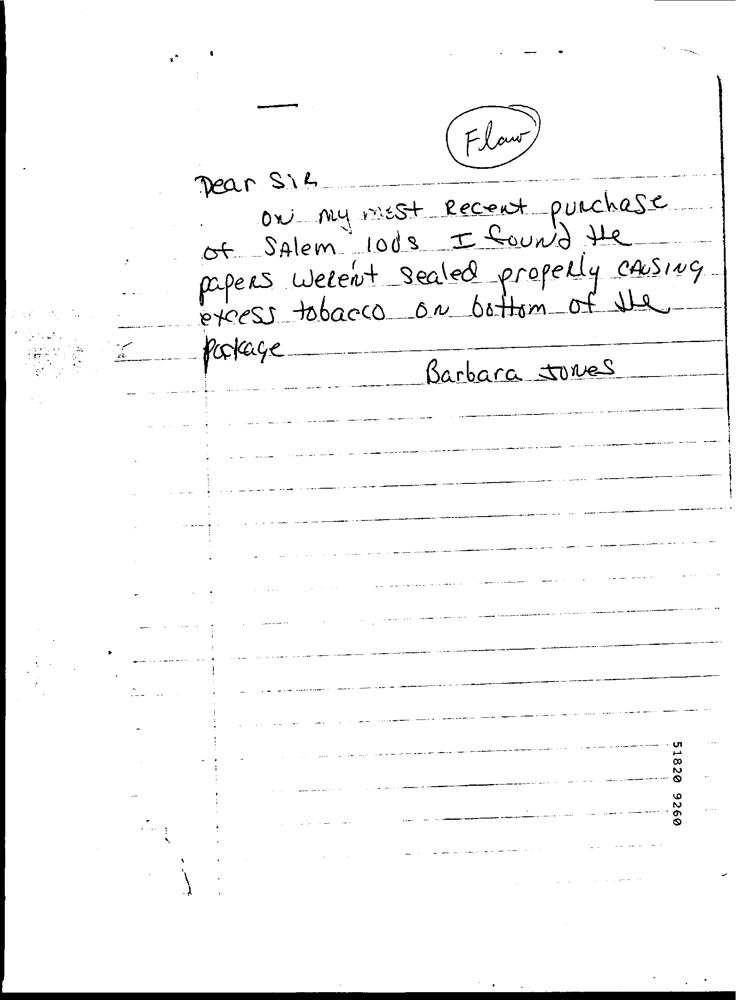 Flaw
Dear Sir
On my most Recent purchase
of Salem 100s I found the
papers weren't sealed properly causing
excess tobacco on bottom of the
package
Barbara Jones
51820 9260